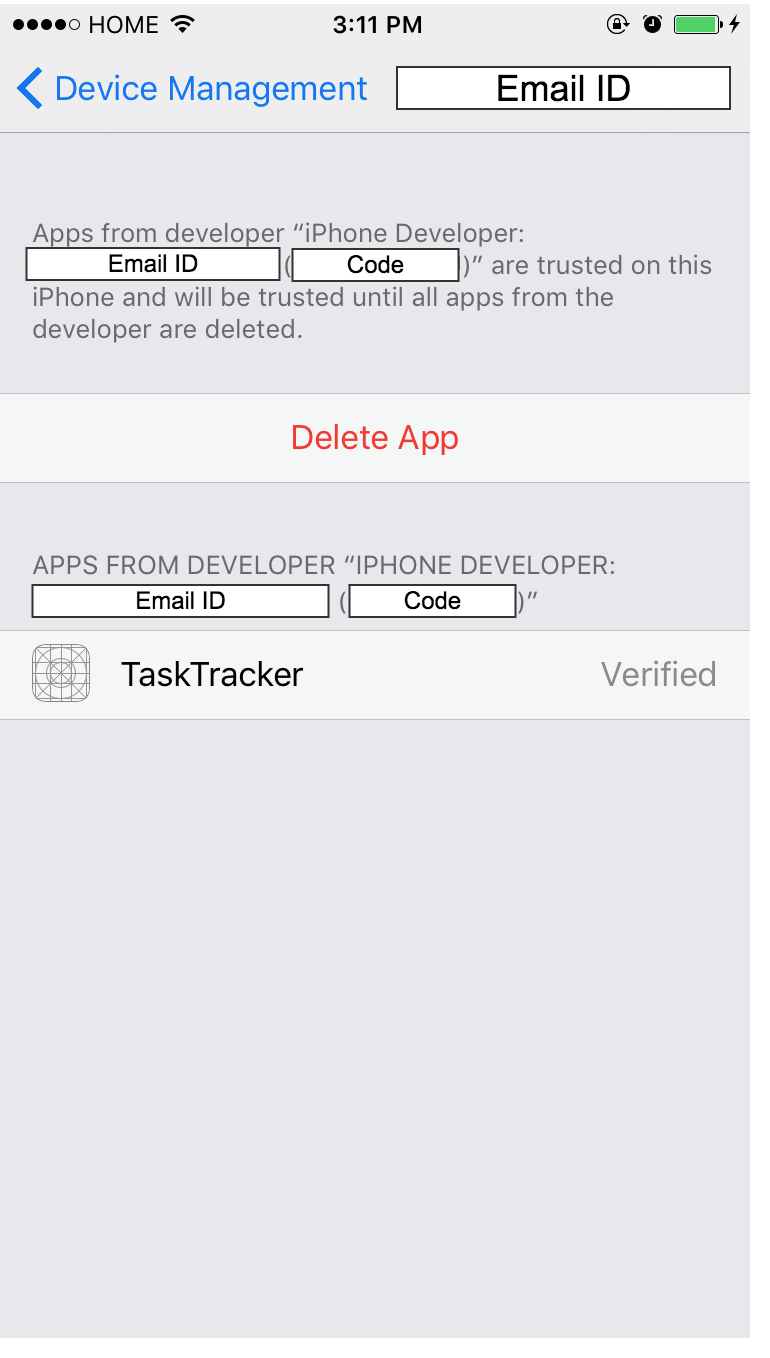 HOME 3:11 PM
Device Management Email ID
Apps from developer “iPhone Developer:
Email ID (Code)” are trusted on this
iPhone and will be trusted until all apps from the
developer are deleted.
Delete App
APPS FROM DEVELOPER “IPHONE DEVELOPER:
Email ID (Code)”
TaskTracker Verified